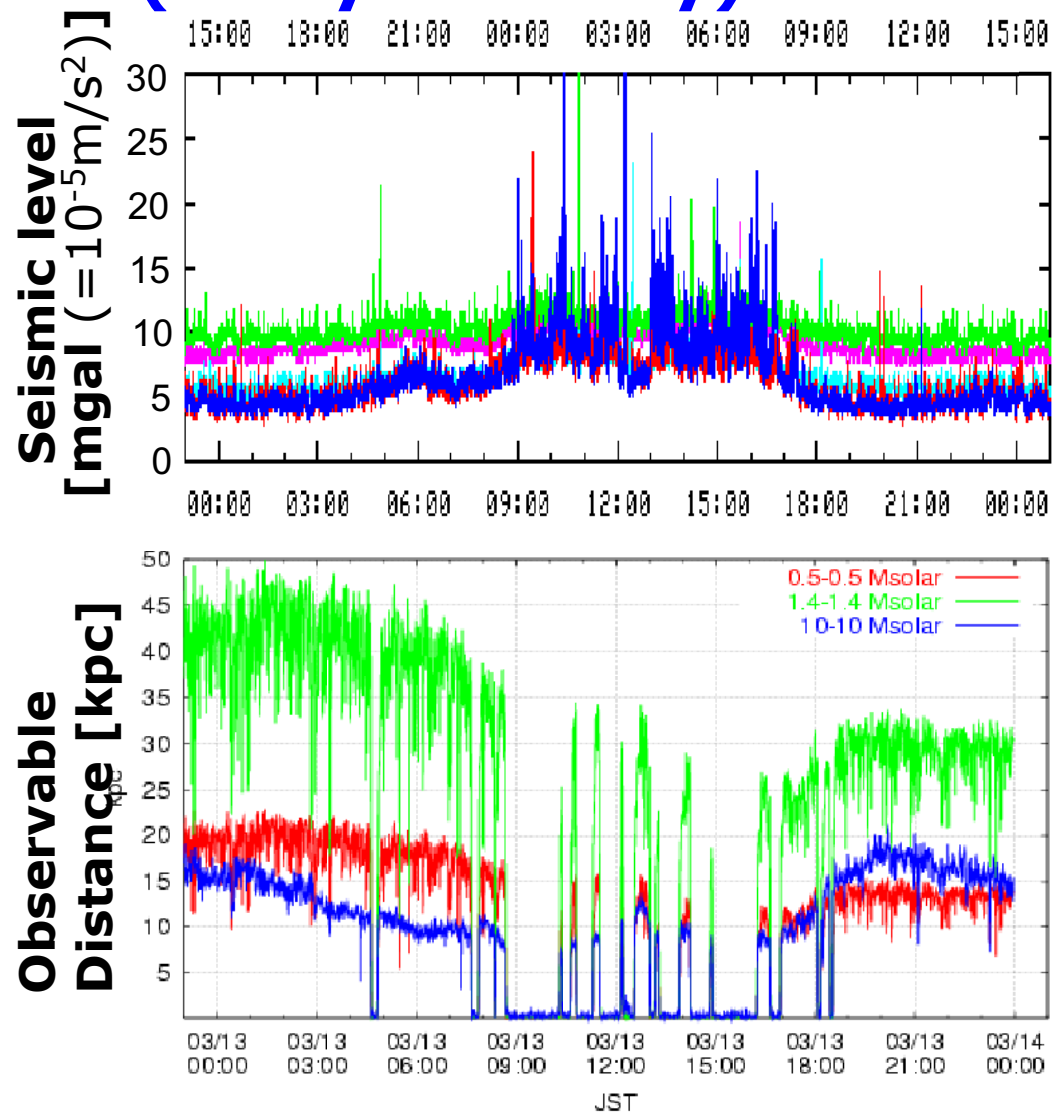 15:00 18:00 21:00 00:00 03:00 06:00 09:00 12:00 15:00
Seismic level
[mgal (=10⁻⁵m/s²)]
30
25
20
15
10
5
0
00:00 03:00 06:00 09:00 12:00 15:00 18:00 21:00 00:00
Observable
Distance [kpc]
kpc
50
45
40
35
30
25
20
15
10
5
0.5-0.5 Msolar
1.4-1.4 Msolar
10-10 Msolar
03/13 03/13 03/13 03/13 03/13 03/13 03/13 03/13 03/14
00:00 03:00 06:00 09:00 12:00 15:00 18:00 21:00 00:00
JST